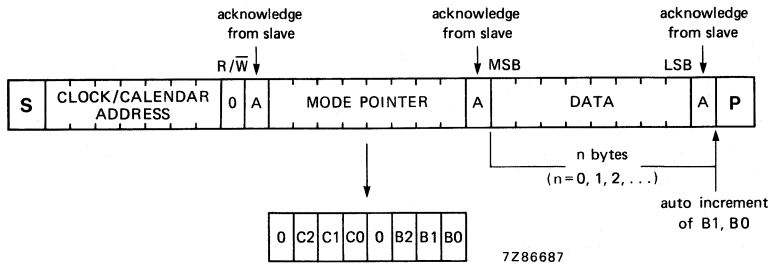 acknowledge acknowledge acknowledge
from slave from slave from slave
R/W MSB LSB
S CLOCK/CALENDAR ADDRESS 0 A MODE POINTER A DATA A P
n bytes
(n=0, 1, 2, . . .)
auto increment
of B1, B0
0 C2 C1 C0 0 B2 B1 B0
7Z86687